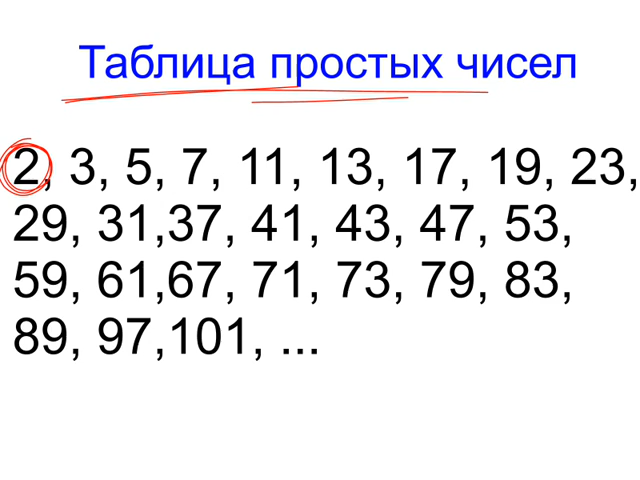 Таблица простых чисел
2, 3, 5, 7, 11, 13, 17, 19, 23,
29, 31,37, 41, 43, 47, 53,
59, 61,67, 71, 73, 79, 83,
89, 97,101, ...